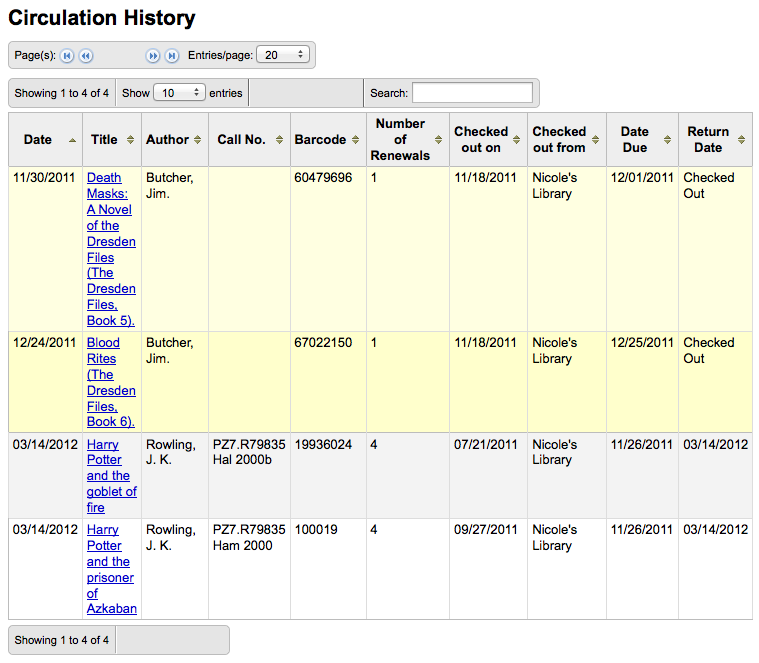 Circulation History
Page(s): Entries/page: 20
Showing 1 to 4 of 4 Show 10 entries Search:
Date Title Author Call No. Barcode Number of Renewals Checked out on Checked out from Date Due Return Date
11/30/2011 Death Masks: A Novel of the Dresden Files (The Dresden Files, Book 5). Butcher, Jim. 60479696 1 11/18/2011 Nicole's Library 12/01/2011 Checked Out
12/24/2011 Blood Rites (The Dresden Files, Book 6). Butcher, Jim. 67022150 1 11/18/2011 Nicole's Library 12/25/2011 Checked Out
03/14/2012 Harry Potter and the goblet of fire Rowling, J. K. PZ7.R79835 Hal 2000b 19936024 4 07/21/2011 Nicole's Library 11/26/2011 03/14/2012
03/14/2012 Harry Potter and the prisoner of Azkaban Rowling, J. K. PZ7.R79835 Ham 2000 100019 4 09/27/2011 Nicole's Library 11/26/2011 03/14/2012
Showing 1 to 4 of 4